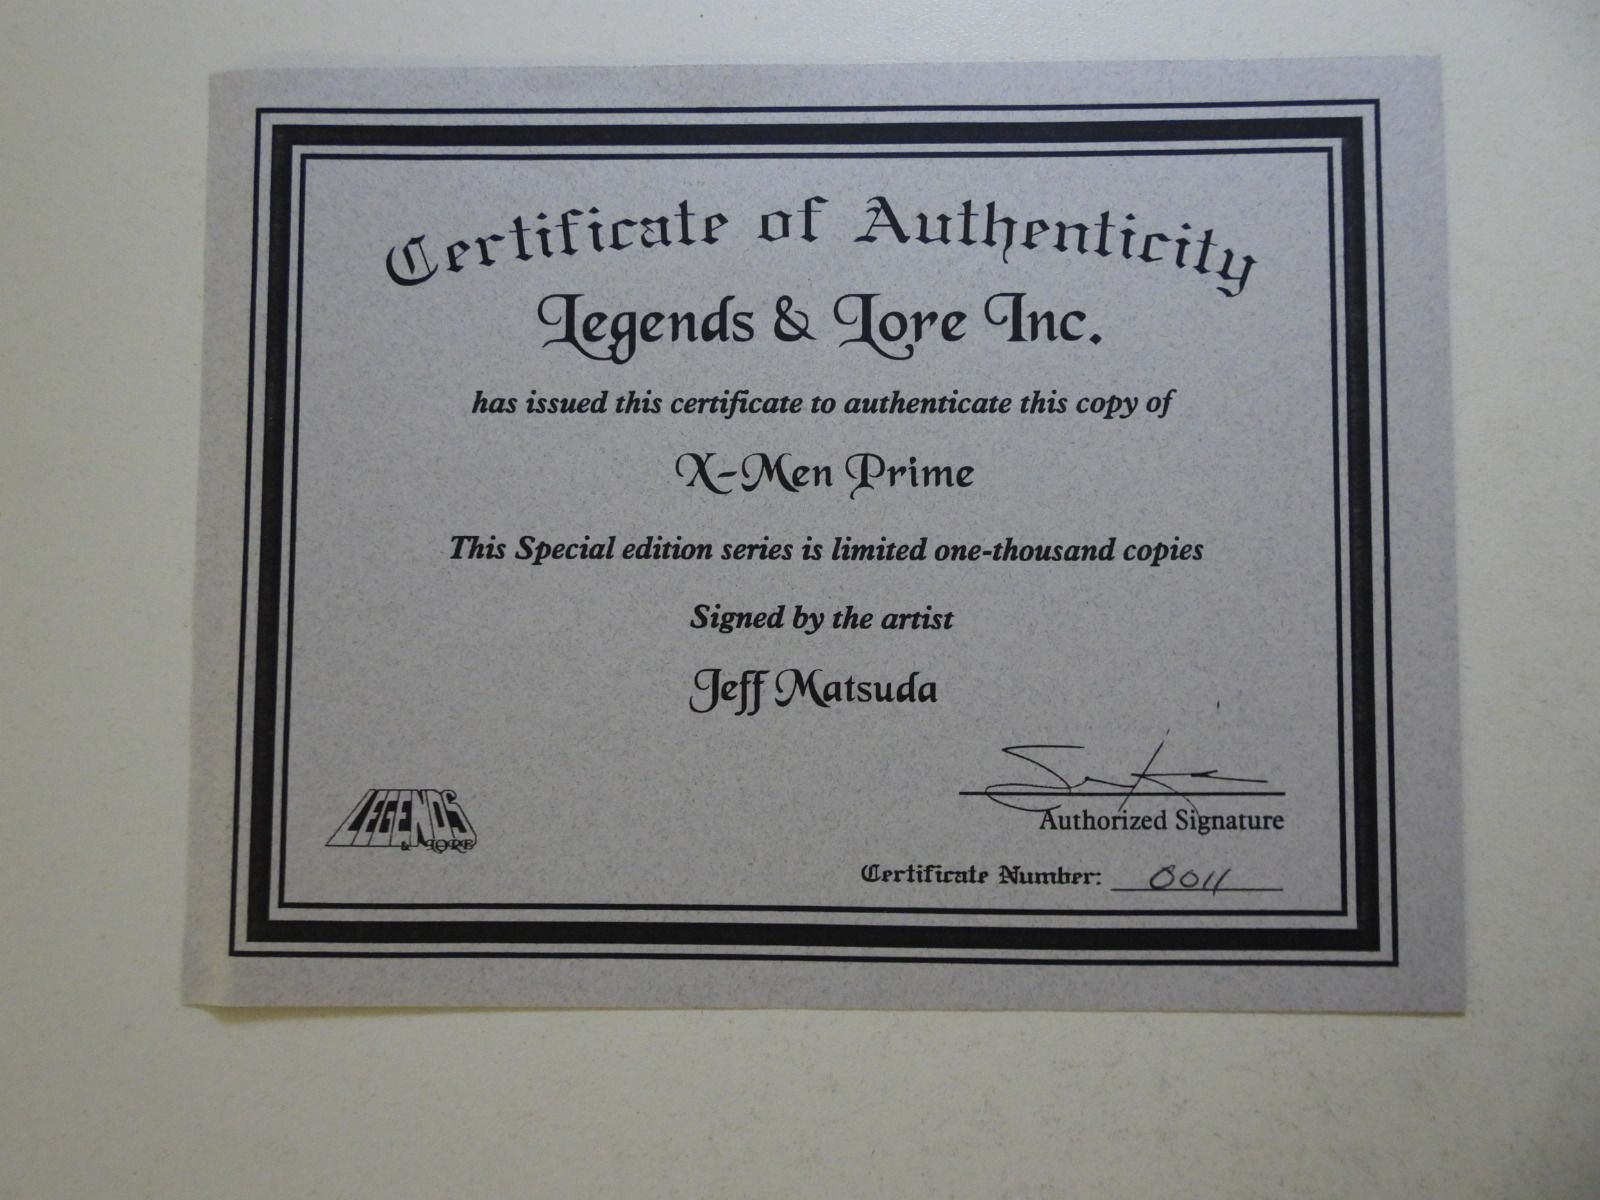 Certificate of Authenticity
Legends & Lore Inc.
has issued this certificate to authenticate this copy of
X-Men Prime
This Special edition series is limited one-thousand copies
Signed by the artist
Jeff Matsuda
LEGENDS
& LORE
Authorized Signature
Certificate Number: 0011